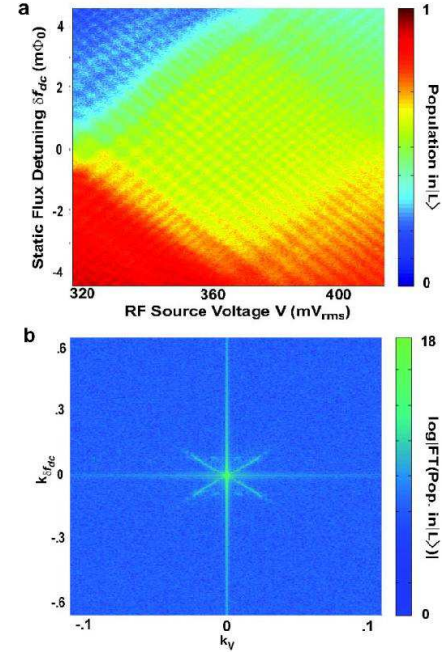 a
Static Flux Detuning δf_dc (mΦ₀)
4
2
0
-2
-4
320
360
400
RF Source Voltage V (mV_rms)
1
0
Population in|L⟩
b
k_δf_dc
.6
.3
0
-.3
-.6
-.1
0
.1
k_V
18
0
log|FT(Pop. in|L⟩)|